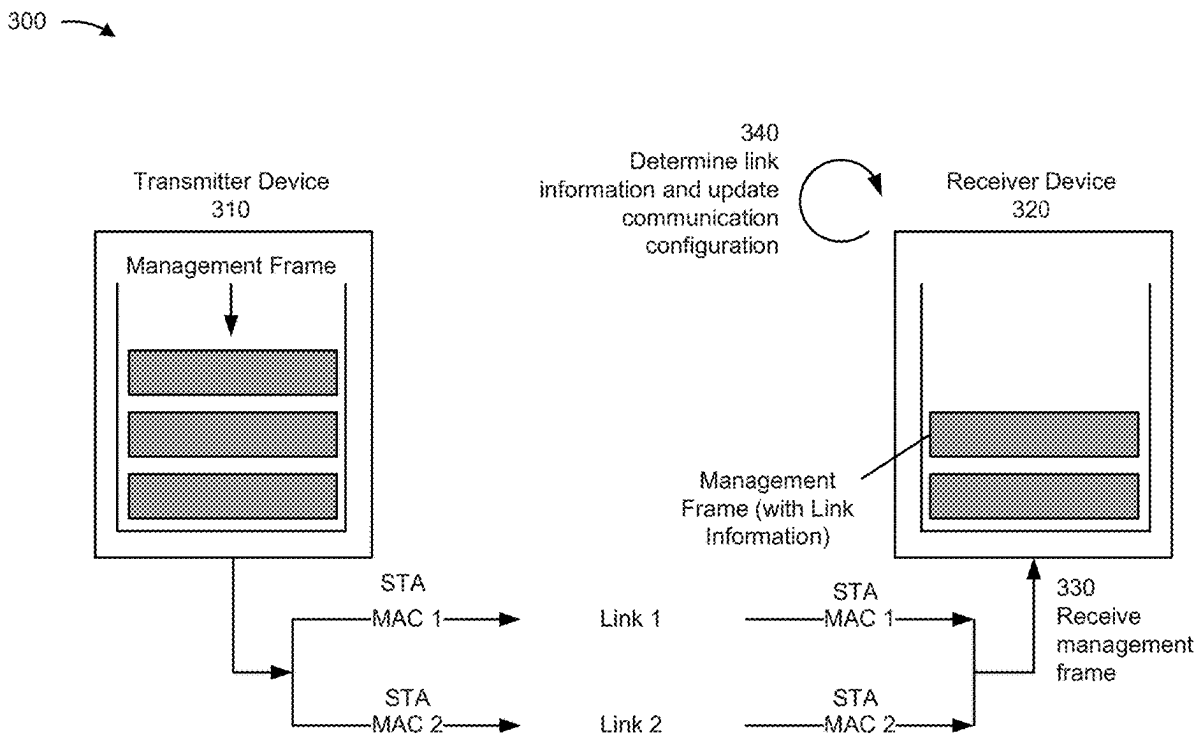 300
340
Determine link
information and update
communication
configuration
Transmitter Device
310
Receiver Device
320
Management Frame
Management
Frame (with Link
Information)
STA
MAC 1
Link 1
STA
MAC 1
330
Receive
management
frame
STA
MAC 2
Link 2
STA
MAC 2